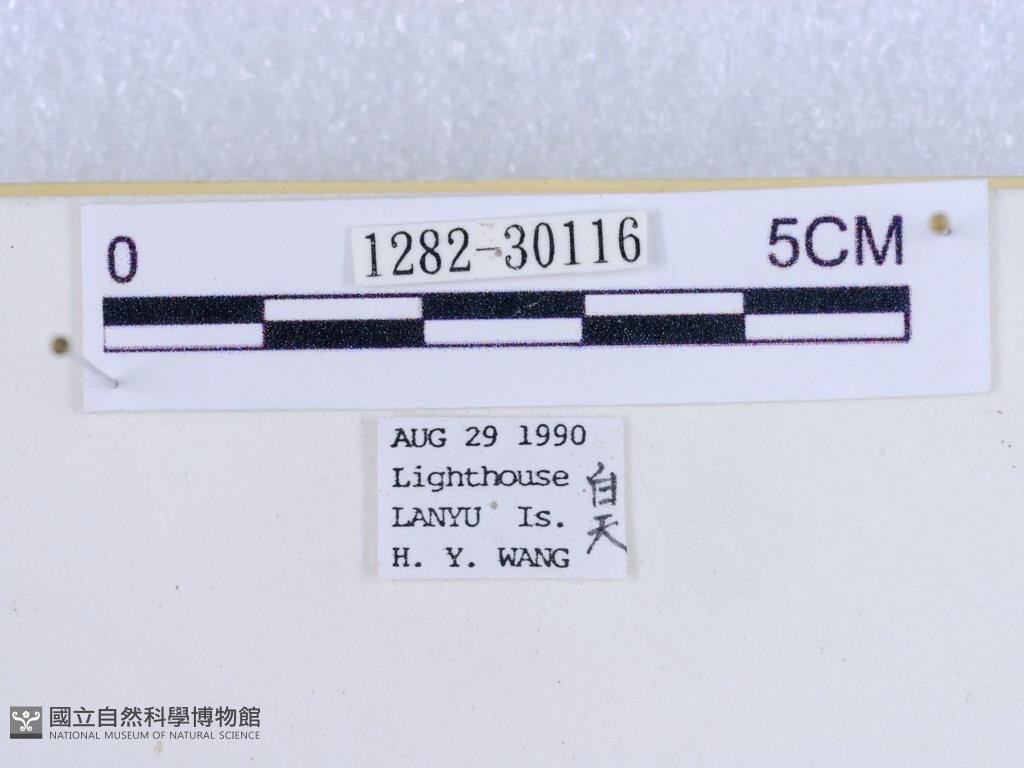 0
1282-30116
5CM
AUG 29 1990
Lighthouse
LANYU Is.
H. Y. WANG
白天
國立自然科學博物館
NATIONAL MUSEUM OF NATURAL SCIENCE